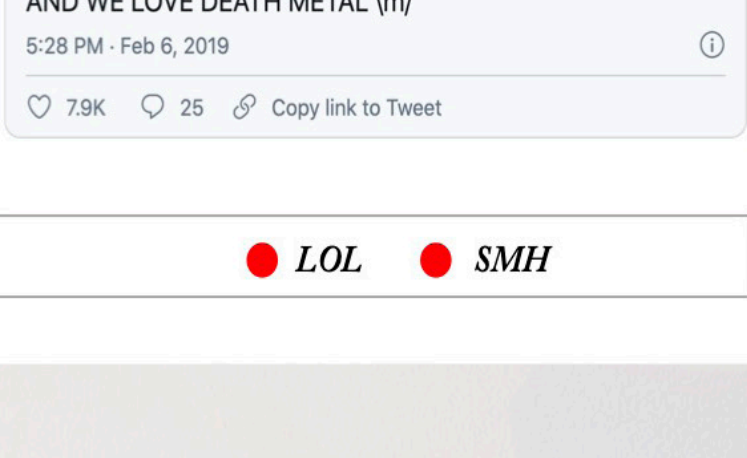 AND WE LOVE DEATH METAL \m/
5:28 PM · Feb 6, 2019
7.9K 25 Copy link to Tweet
LOL SMH